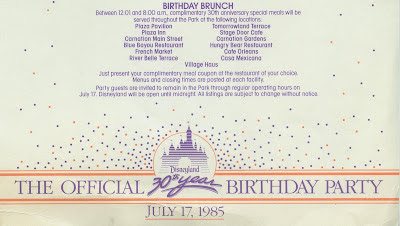 BIRTHDAY BRUNCH
Between 12:01 and 8:00 a.m., complimentary 30th anniversary special meals will be
served throughout the Park at the following locations:
Plaza Pavilion Tomorrowland Terrace
Plaza Inn Stage Door Cafe
Carnation Main Street Carnation Gardens
Blue Bayou Restaurant Hungry Bear Restaurant
French Market Cafe Orleans
River Belle Terrace Casa Mexicana
Village Haus
Just present your complimentary meal coupon at the restaurant of your choice.
Menus and closing times are posted at each facility.
Party guests are invited to remain in the Park through regular operating hours on
July 17. Disneyland will be open until midnight. All listings are subject to change without notice.
Disneyland
THE OFFICIAL 30th year BIRTHDAY PARTY
JULY 17, 1985